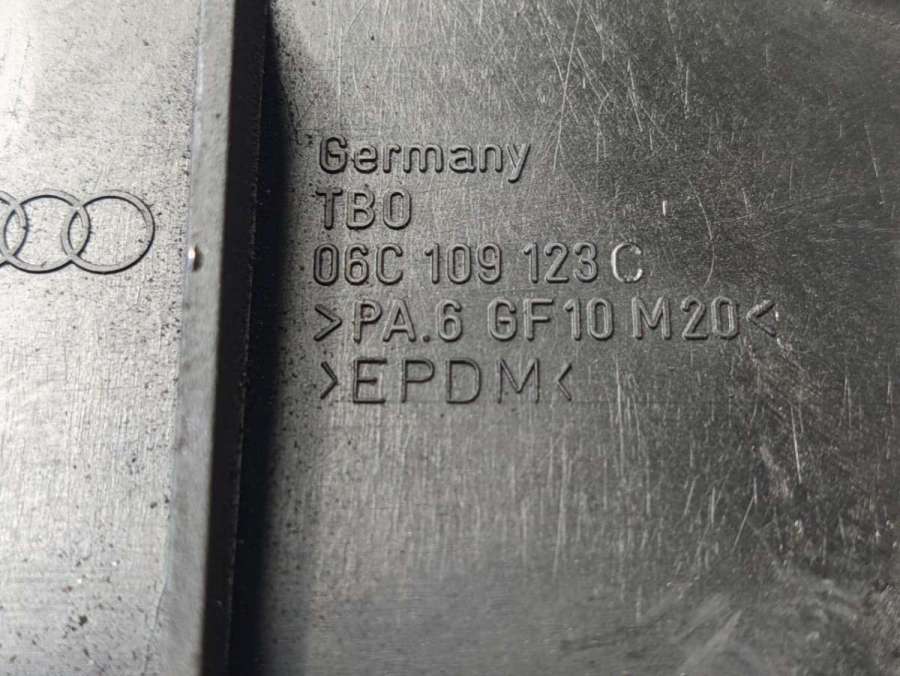 Germany
TBO
06C 109 123 C
>PA.6 GF10 M20<
>EPDM<